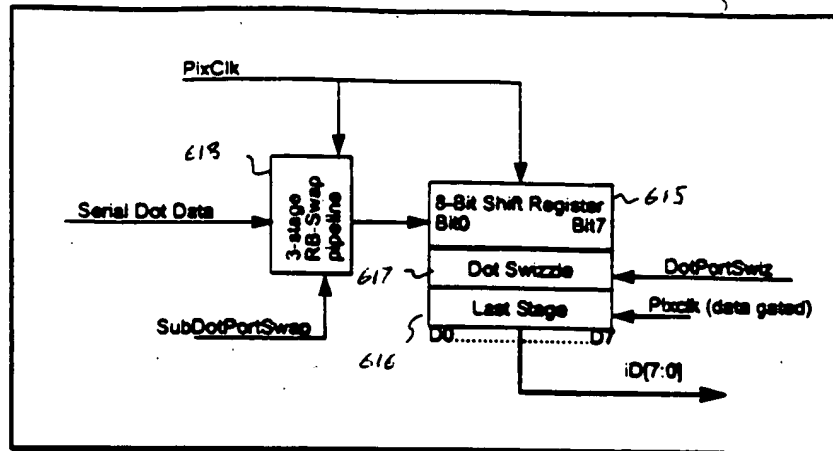 PixClk
618
3-stage
RB-Swap
pipeline
Serial Dot Data
SubDotPortSwap
8-Bit Shift Register
Bit0 Bit7
615
Dot Swizzle
617
DotPortSwiz
Last Stage
Pixclk (data gated)
D0..................D7
616
iD[7:0]